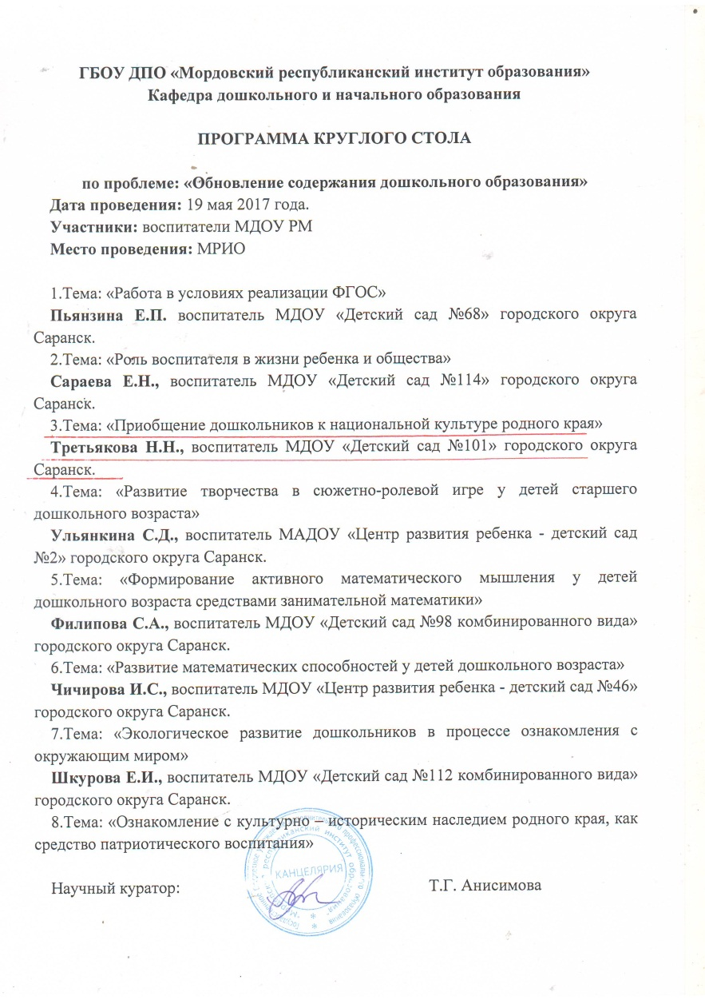 ГБОУ ДПО «Мордовский республиканский институт образования»
Кафедра дошкольного и начального образования
ПРОГРАММА КРУГЛОГО СТОЛА
по проблеме: «Обновление содержания дошкольного образования»
Дата проведения: 19 мая 2017 года.
Участники: воспитатели МДОУ РМ
Место проведения: МРИО
1.Тема: «Работа в условиях реализации ФГОС»
Пьянзина Е.П. воспитатель МДОУ «Детский сад №68» городского округа
Саранск.
2.Тема: «Роль воспитателя в жизни ребенка и общества»
Сараева Е.Н., воспитатель МДОУ «Детский сад №114» городского округа
Саранск.
3.Тема: «Приобщение дошкольников к национальной культуре родного края»
Третьякова Н.Н., воспитатель МДОУ «Детский сад №101» городского округа
Саранск.
4.Тема: «Развитие творчества в сюжетно-ролевой игре у детей старшего
дошкольного возраста»
Ульянкина С.Д., воспитатель МАДОУ «Центр развития ребенка - детский сад
№2» городского округа Саранск.
5.Тема: «Формирование активного математического мышления у детей
дошкольного возраста средствами занимательной математики»
Филипова С.А., воспитатель МДОУ «Детский сад №98 комбинированного вида»
городского округа Саранск.
6.Тема: «Развитие математических способностей у детей дошкольного возраста»
Чичирова И.С., воспитатель МДОУ «Центр развития ребенка - детский сад №46»
городского округа Саранск.
7.Тема: «Экологическое развитие дошкольников в процессе ознакомления с
окружающим миром»
Шкурова Е.И., воспитатель МДОУ «Детский сад №112 комбинированного вида»
городского округа Саранск.
8.Тема: «Ознакомление с культурно – историческим наследием родного края, как
средство патриотического воспитания»
КАНЦЕЛЯРИЯ
республиканский институт
Научный куратор: Т.Г. Анисимова